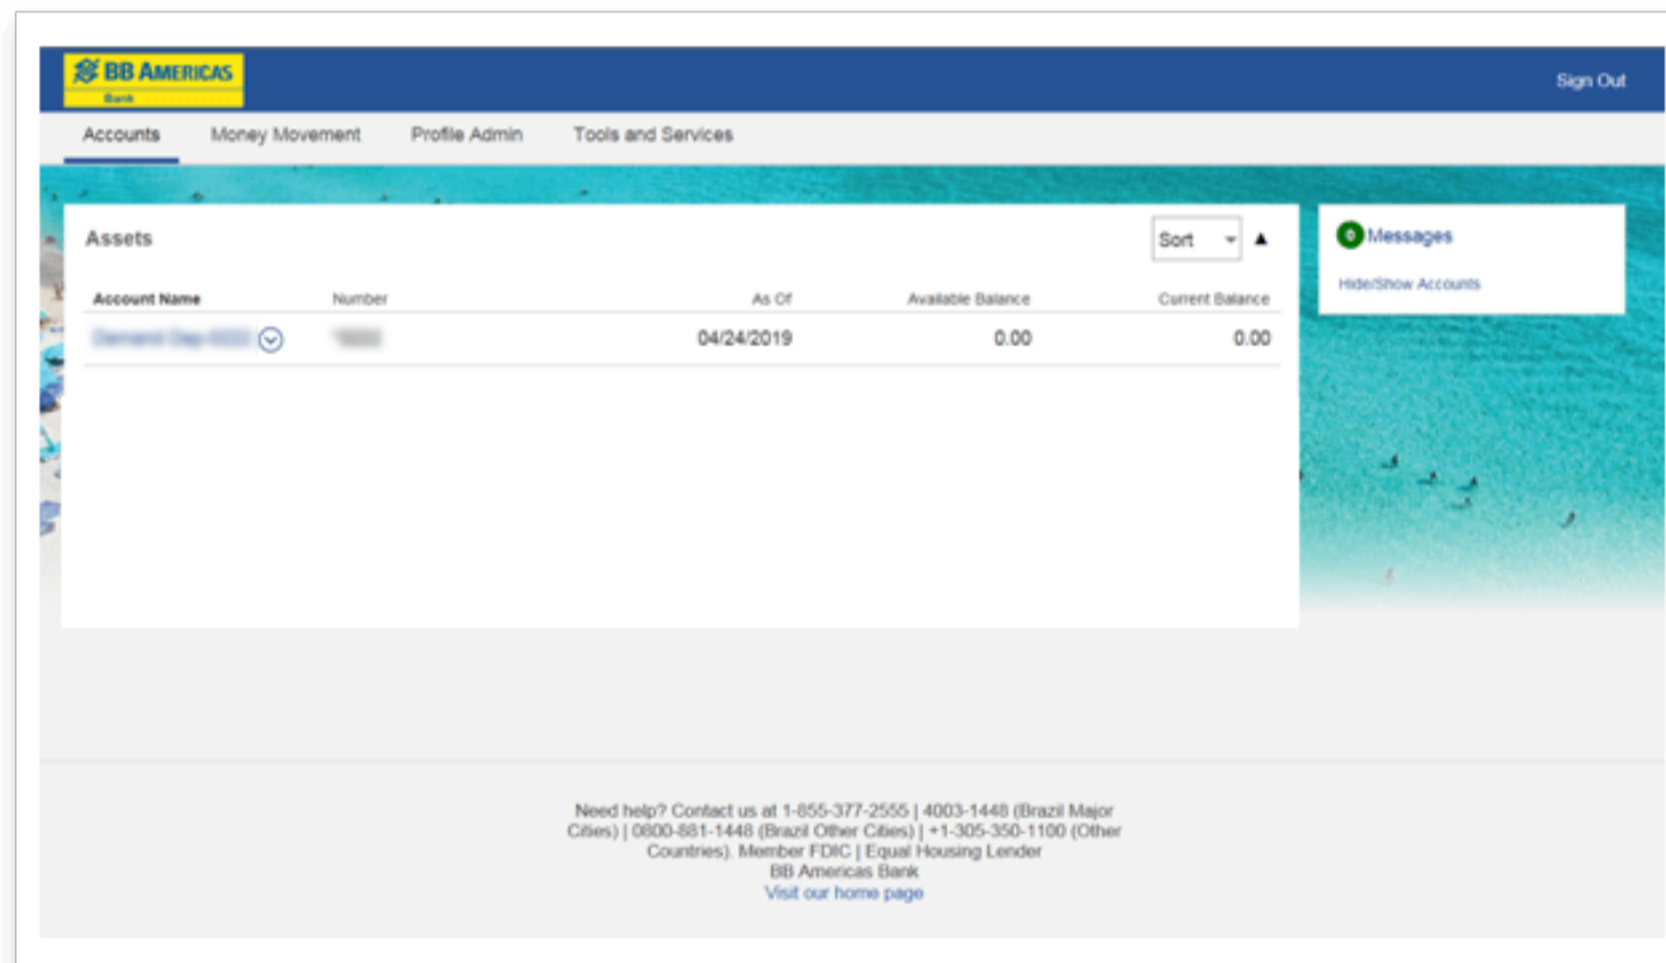 BB AMERICAS
Bank
Sign Out
Accounts Money Movement Profile Admin Tools and Services
Assets
Sort
0 Messages
Hide/Show Accounts
Account Name Number As Of Available Balance Current Balance
04/24/2019 0.00 0.00
Need help? Contact us at 1-855-377-2555 | 4003-1448 (Brazil Major
Cities) | 0800-881-1448 (Brazil Other Cities) | +1-305-350-1100 (Other
Countries). Member FDIC | Equal Housing Lender
BB Americas Bank
Visit our home page